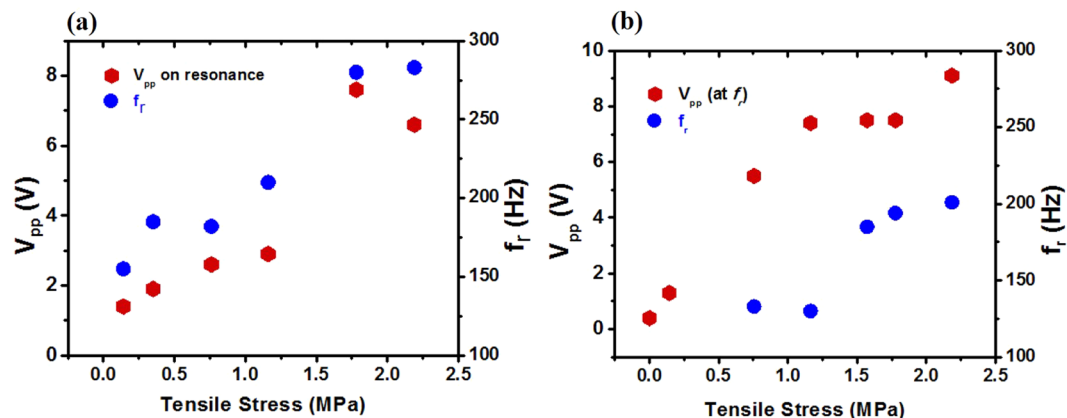 (a)
V_pp on resonance
f_r
V_pp (V)
0
2
4
6
8
f_r (Hz)
100
150
200
250
300
0.0 0.5 1.0 1.5 2.0 2.5
Tensile Stress (MPa)
(b)
V_pp (at f_r)
f_r
V_pp (V)
0
2
4
6
8
10
f_r (Hz)
100
150
200
250
300
0.0 0.5 1.0 1.5 2.0 2.5
Tensile Stress (MPa)